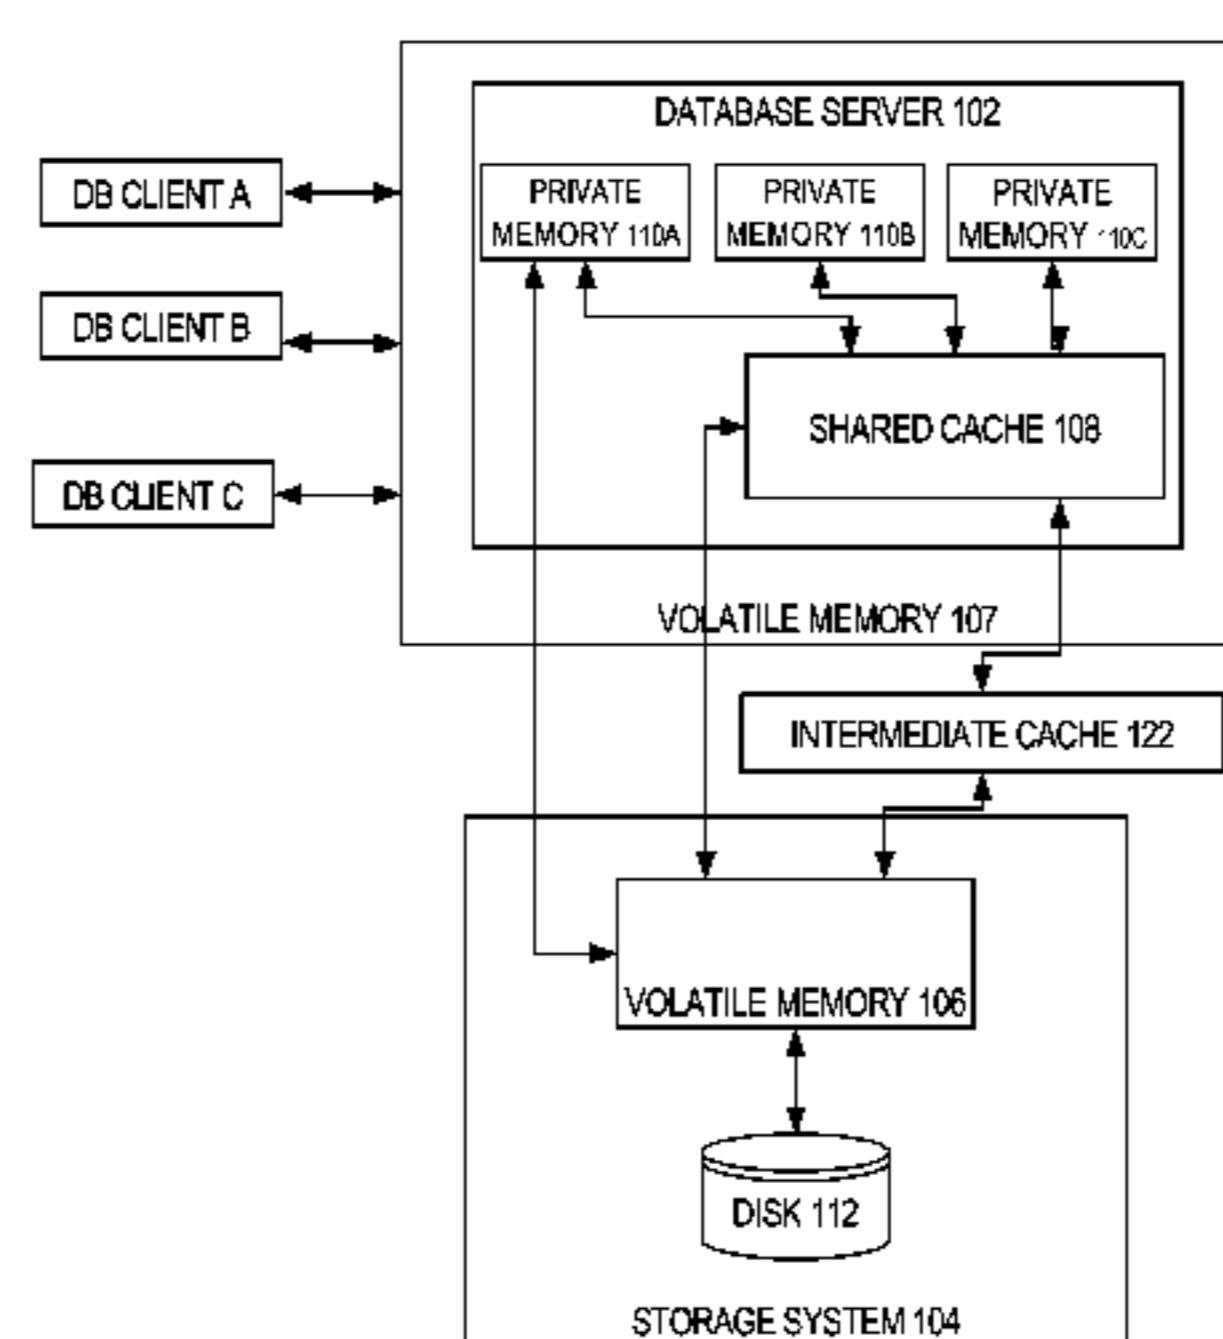 DATABASE SERVER 102
DB CLIENT A
PRIVATE
MEMORY 110A
PRIVATE
MEMORY 110B
PRIVATE
MEMORY 110C
DB CLIENT B
SHARED CACHE 108
DB CLIENT C
VOLATILE MEMORY 107
INTERMEDIATE CACHE 122
VOLATILE MEMORY 106
DISK 112
STORAGE SYSTEM 104